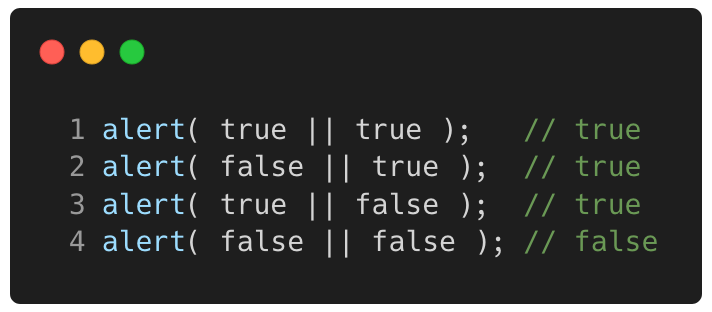 1 alert( true || true );   // true
2 alert( false || true );  // true
3 alert( true || false );  // true
4 alert( false || false ); // false